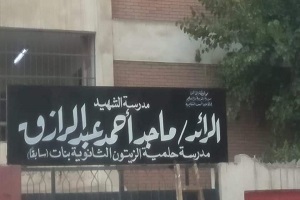 مدرسة الشهيد
الرائد/ ماجد أحمد عبد الرازق
مدرسة حلمية الزيتون الثانوية بنات (سابقا)